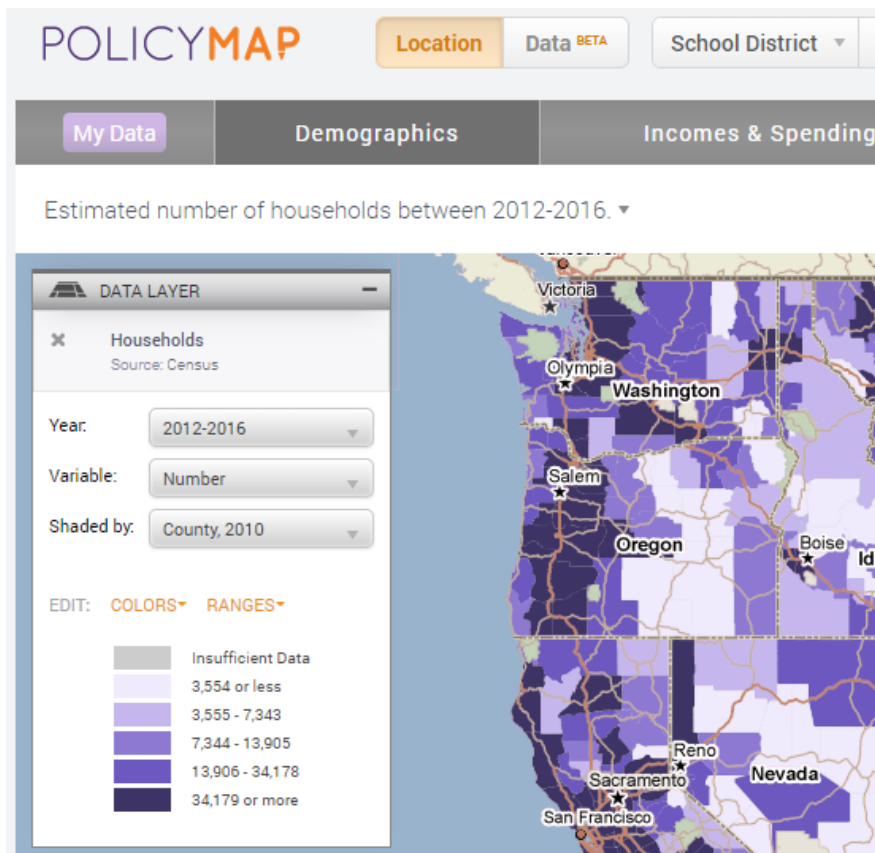 POLICYMAP
Location
Data BETA
School District
My Data
Demographics
Incomes & Spending
Estimated number of households between 2012-2016.
DATA LAYER
Households
Source: Census
Year:
2012-2016
Variable:
Number
Shaded by:
County, 2010
EDIT:
COLORS
RANGES
Insufficient Data
3,554 or less
3,555 - 7,343
7,344 - 13,905
13,906 - 34,178
34,179 or more
Victoria
Olympia
Washington
Salem
Oregon
Boise
Id
Reno
Sacramento
Nevada
San Francisco